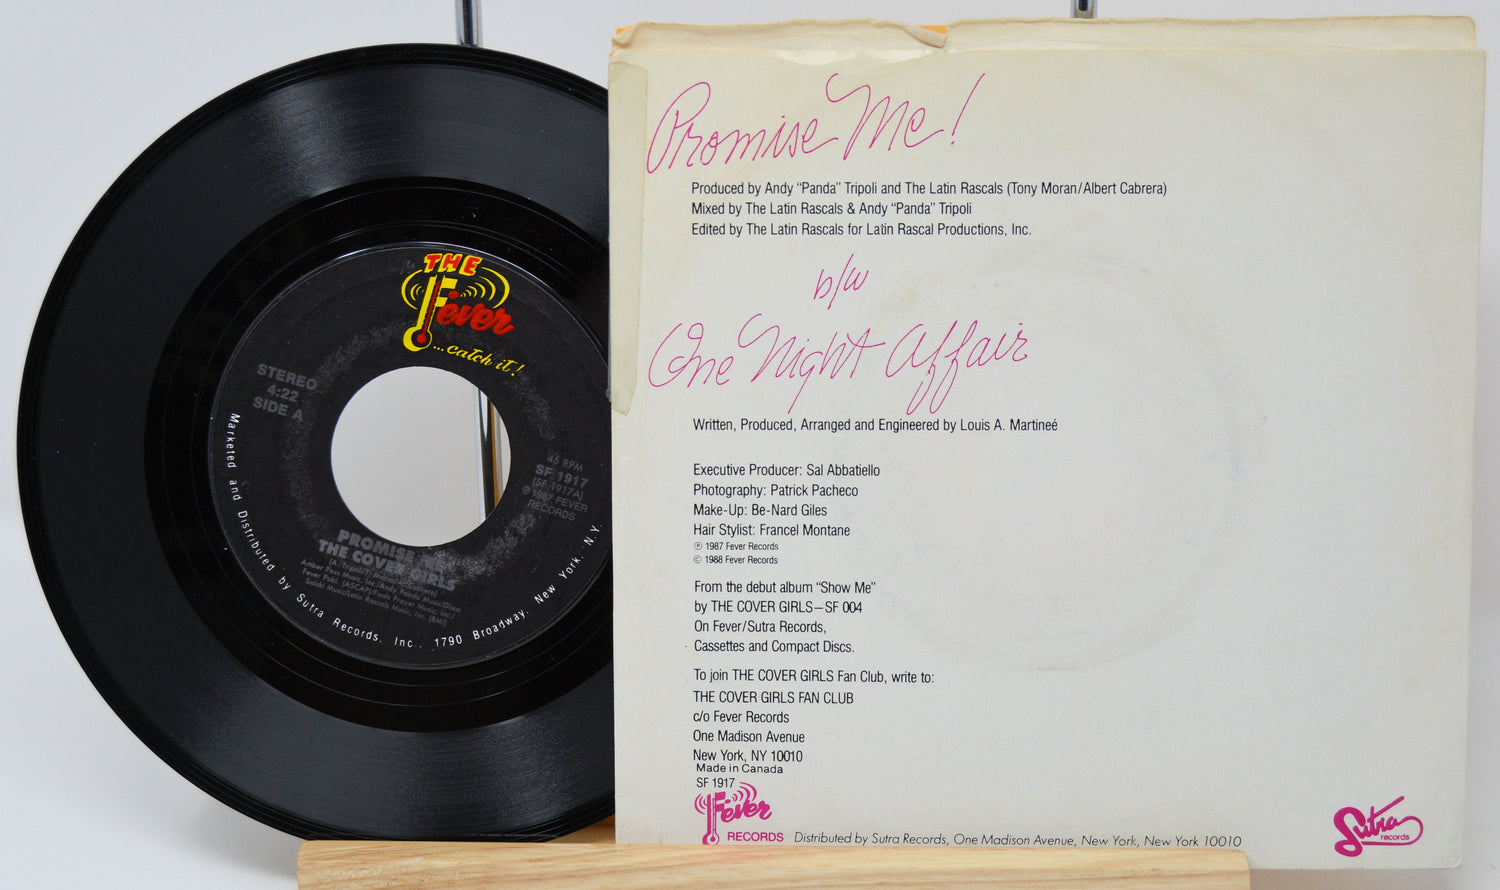 THE
Fever
...catch it!
STEREO
4:22
SIDE A
45 RPM
SF 1917
(SF 1917A)
℗ 1987 FEVER
RECORDS
PROMISE ME
THE COVER GIRLS
Marketed and Distributed by Sutra Records, Inc., 1790 Broadway, New York, N.Y.
Promise Me!
Produced by Andy “Panda” Tripoli and The Latin Rascals (Tony Moran/Albert Cabrera)
Mixed by The Latin Rascals & Andy “Panda” Tripoli
Edited by The Latin Rascals for Latin Rascal Productions, Inc.
b/w
One Night Affair
Written, Produced, Arranged and Engineered by Louis A. Martineé
Executive Producer: Sal Abbatiello
Photography: Patrick Pacheco
Make-Up: Be-Nard Giles
Hair Stylist: Francel Montane
℗ 1987 Fever Records
© 1988 Fever Records
From the debut album “Show Me”
by THE COVER GIRLS—SF 004
On Fever/Sutra Records,
Cassettes and Compact Discs.
To join THE COVER GIRLS Fan Club, write to:
THE COVER GIRLS FAN CLUB
c/o Fever Records
One Madison Avenue
New York, NY 10010
Made in Canada
SF 1917
Fever
RECORDS
Distributed by Sutra Records, One Madison Avenue, New York, New York 10010
Sutra
records